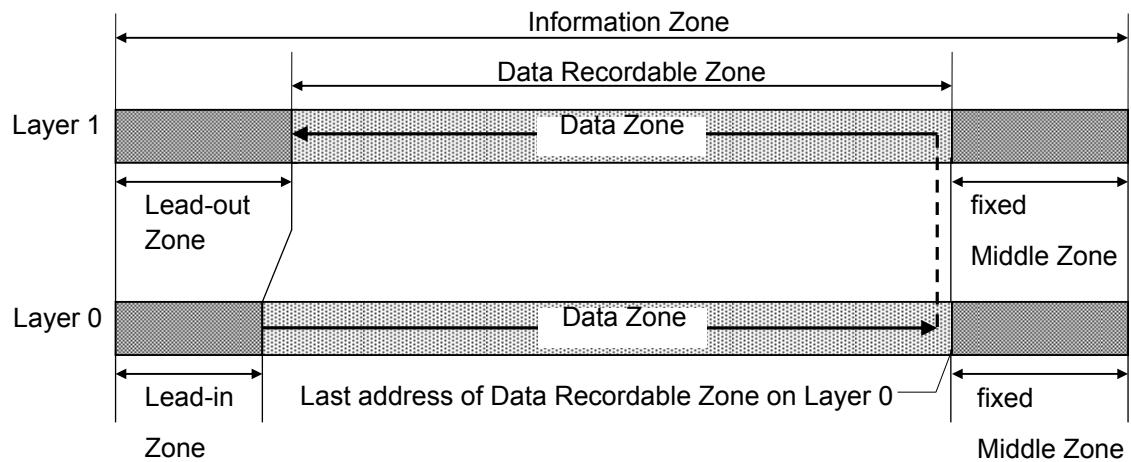 Information Zone
Data Recordable Zone
Layer 1
Data Zone
Lead-out
Zone
fixed
Middle Zone
Layer 0
Data Zone
Lead-in
Zone
Last address of Data Recordable Zone on Layer 0
fixed
Middle Zone